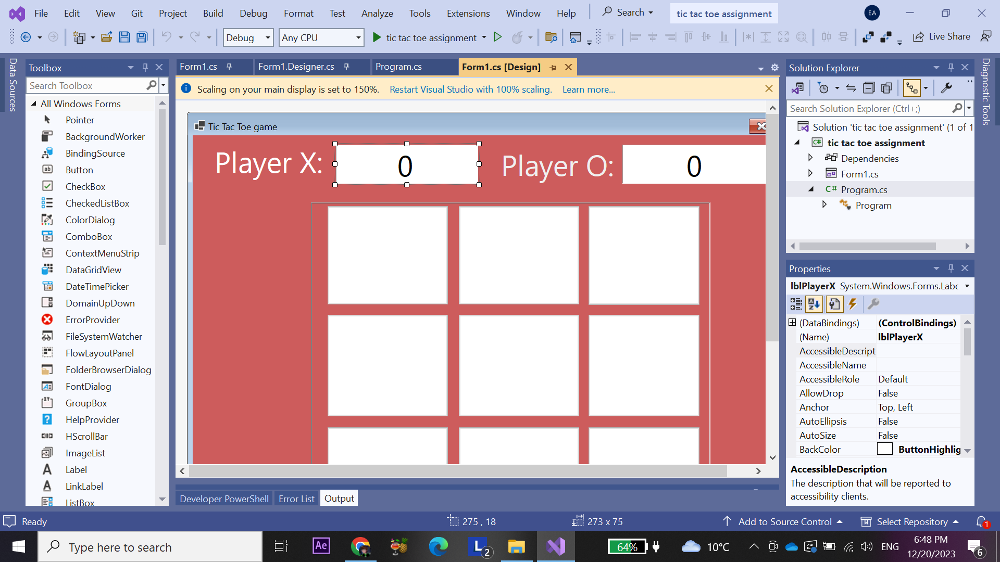 File Edit View Git Project Build Debug Format Test Analyze Tools Extensions Window Help Search tic tac toe assignment EA
Debug Any CPU tic tac toe assignment Live Share
Data Sources
Toolbox
Search Toolbox
All Windows Forms
Pointer
BackgroundWorker
BindingSource
Button
CheckBox
CheckedListBox
ColorDialog
ComboBox
ContextMenuStrip
DataGridView
DateTimePicker
DomainUpDown
ErrorProvider
FileSystemWatcher
FlowLayoutPanel
FolderBrowserDialog
FontDialog
GroupBox
HelpProvider
HScrollBar
ImageList
Label
LinkLabel
ListBox
Form1.cs Form1.Designer.cs Program.cs Form1.cs [Design]
Scaling on your main display is set to 150%. Restart Visual Studio with 100% scaling. Learn more...
Tic Tac Toe game
Player X: 0 Player O: 0
Developer PowerShell Error List Output
Solution Explorer
Search Solution Explorer (Ctrl+;)
Solution 'tic tac toe assignment' (1 of 1
C# tic tac toe assignment
Dependencies
Form1.cs
C# Program.cs
Program
Properties
lblPlayerX System.Windows.Forms.Labe
(DataBindings) (ControlBindings)
(Name) lblPlayerX
AccessibleDescript
AccessibleName
AccessibleRole Default
AllowDrop False
Anchor Top, Left
AutoEllipsis False
AutoSize False
BackColor ButtonHighlig
AccessibleDescription
The description that will be reported to
accessibility clients.
Diagnostic Tools
Ready 275 , 18 273 x 75 Add to Source Control Select Repository 1
Type here to search Ae L 2 64% 10°C ENG 6:48 PM
12/20/2023 6